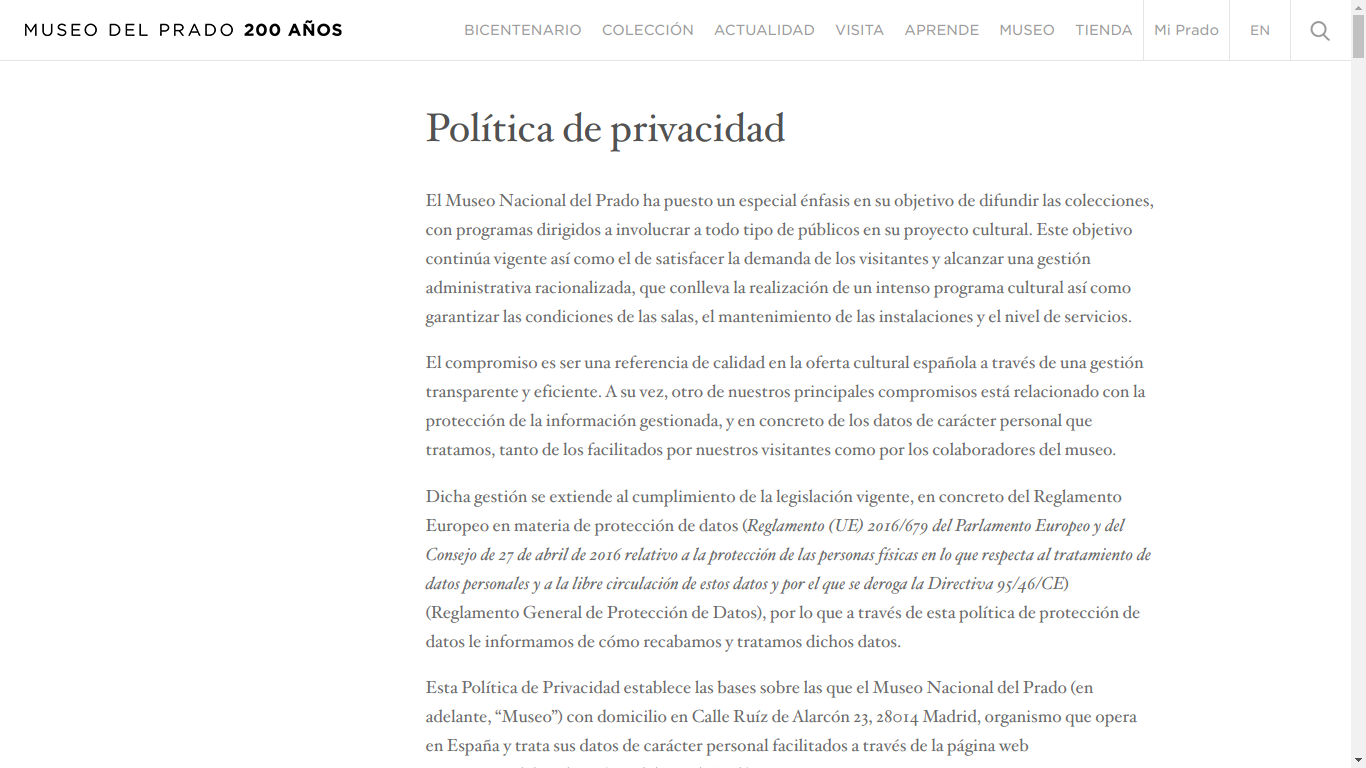 MUSEO DEL PRADO 200 AÑOS
BICENTENARIO COLECCIÓN ACTUALIDAD VISITA APRENDE MUSEO TIENDA Mi Prado EN
Política de privacidad
El Museo Nacional del Prado ha puesto un especial énfasis en su objetivo de difundir las colecciones,
con programas dirigidos a involucrar a todo tipo de públicos en su proyecto cultural. Este objetivo
continúa vigente así como el de satisfacer la demanda de los visitantes y alcanzar una gestión
administrativa racionalizada, que conlleva la realización de un intenso programa cultural así como
garantizar las condiciones de las salas, el mantenimiento de las instalaciones y el nivel de servicios.
El compromiso es ser una referencia de calidad en la oferta cultural española a través de una gestión
transparente y eficiente. A su vez, otro de nuestros principales compromisos está relacionado con la
protección de la información gestionada, y en concreto de los datos de carácter personal que
tratamos, tanto de los facilitados por nuestros visitantes como por los colaboradores del museo.
Dicha gestión se extiende al cumplimiento de la legislación vigente, en concreto del Reglamento
Europeo en materia de protección de datos (Reglamento (UE) 2016/679 del Parlamento Europeo y del
Consejo de 27 de abril de 2016 relativo a la protección de las personas físicas en lo que respecta al tratamiento de
datos personales y a la libre circulación de estos datos y por el que se deroga la Directiva 95/46/CE)
(Reglamento General de Protección de Datos), por lo que a través de esta política de protección de
datos le informamos de cómo recabamos y tratamos dichos datos.
Esta Política de Privacidad establece las bases sobre las que el Museo Nacional del Prado (en
adelante, “Museo”) con domicilio en Calle Ruíz de Alarcón 23, 28014 Madrid, organismo que opera
en España y trata sus datos de carácter personal facilitados a través de la página web